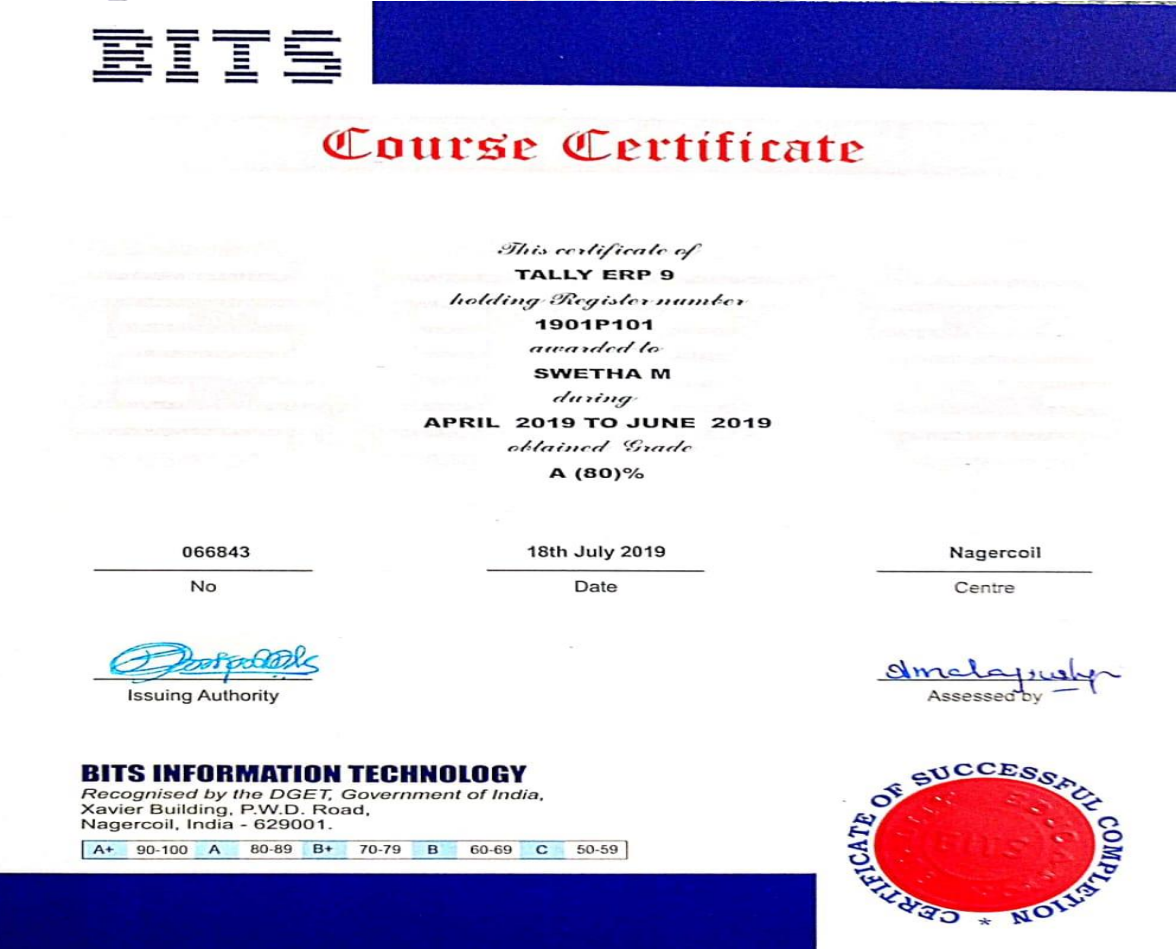 BITS
Course Certificate
This certificate of
TALLY ERP 9
holding Register number
1901P101
awarded to
SWETHA M
during
APRIL 2019 TO JUNE 2019
obtained Grade
A (80)%
066843
No
18th July 2019
Date
Nagercoil
Centre
Issuing Authority
Assessed by
BITS INFORMATION TECHNOLOGY
Recognised by the DGET, Government of India,
Xavier Building, P.W.D. Road,
Nagercoil, India - 629001.
A+ 90-100 A 80-89 B+ 70-79 B 60-69 C 50-59
CERTIFICATE OF SUCCESSFUL COMPLETION *
BITS